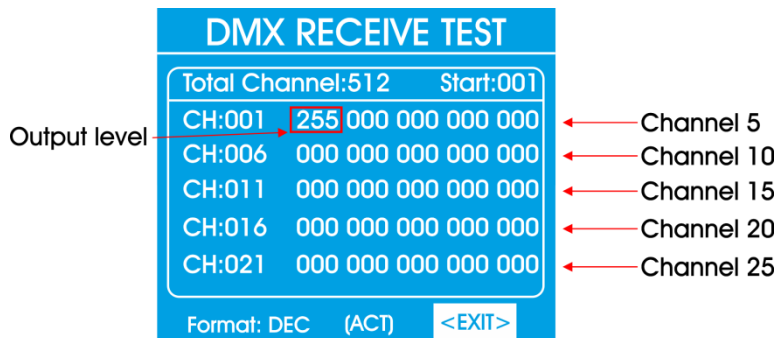 DMX RECEIVE TEST
Total Channel:512 Start:001
CH:001 255 000 000 000 000 Channel 5
Output level
CH:006 000 000 000 000 000 Channel 10
CH:011 000 000 000 000 000 Channel 15
CH:016 000 000 000 000 000 Channel 20
CH:021 000 000 000 000 000 Channel 25
Format: DEC (ACT) <EXIT>